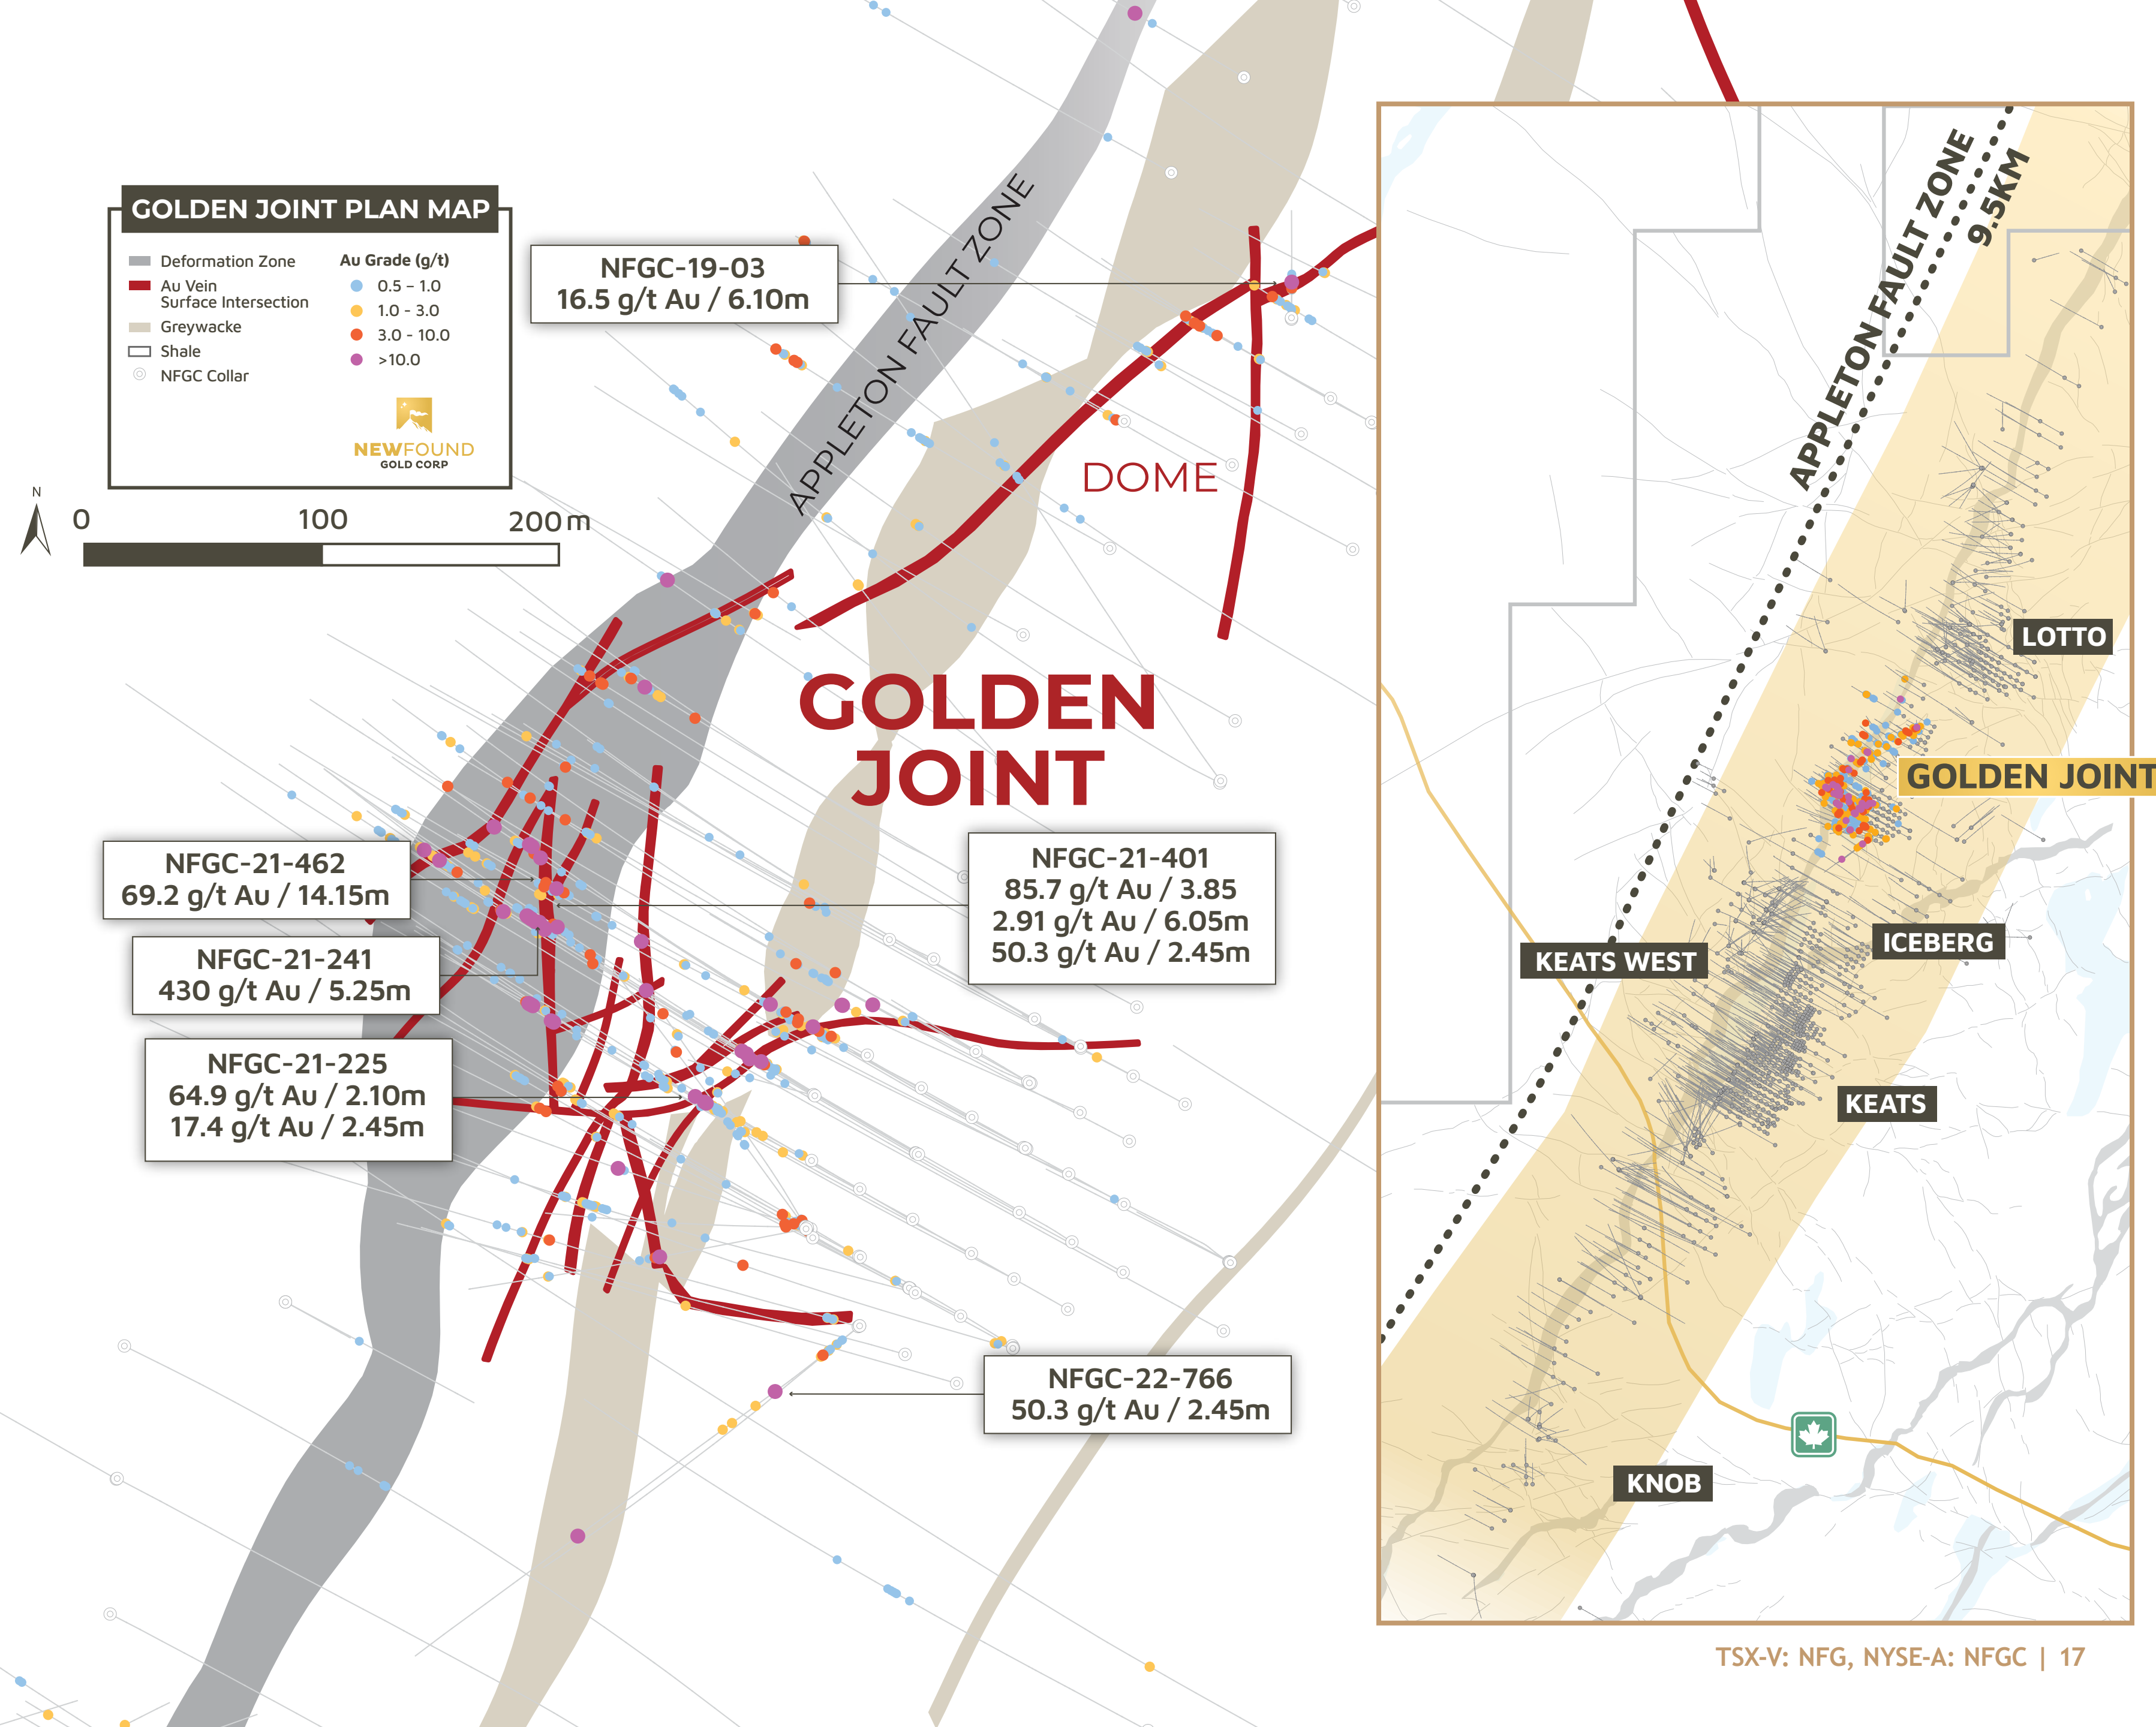 GOLDEN JOINT PLAN MAP
Deformation Zone
Au Vein
Surface Intersection
Greywacke
Shale
NFGC Collar
Au Grade (g/t)
0.5 – 1.0
1.0 - 3.0
3.0 - 10.0
>10.0
NEWFOUND
GOLD CORP
N
0 100 200 m
NFGC-19-03
16.5 g/t Au / 6.10m
APPLETON FAULT ZONE
DOME
GOLDEN
JOINT
NFGC-21-462
69.2 g/t Au / 14.15m
NFGC-21-241
430 g/t Au / 5.25m
NFGC-21-225
64.9 g/t Au / 2.10m
17.4 g/t Au / 2.45m
NFGC-21-401
85.7 g/t Au / 3.85
2.91 g/t Au / 6.05m
50.3 g/t Au / 2.45m
NFGC-22-766
50.3 g/t Au / 2.45m
APPLETON FAULT ZONE
9.5KM
LOTTO
GOLDEN JOINT
ICEBERG
KEATS WEST
KEATS
KNOB
TSX-V: NFG, NYSE-A: NFGC | 17